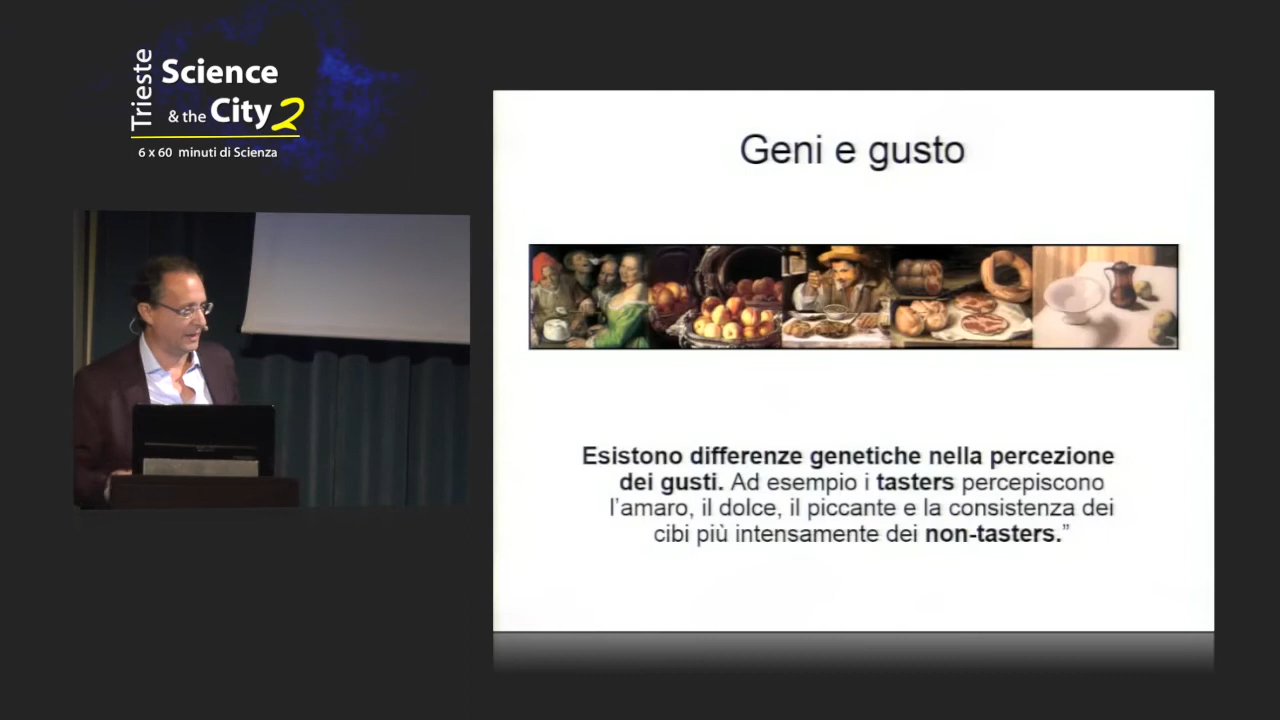 Trieste
Science
& the City 2
6 x 60 minuti di Scienza
Geni e gusto
Esistono differenze genetiche nella percezione
dei gusti. Ad esempio i tasters percepiscono
l'amaro, il dolce, il piccante e la consistenza dei
cibi più intensamente dei non-tasters.”